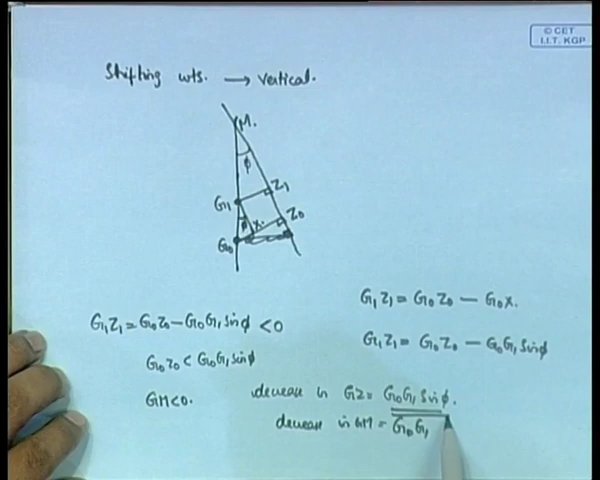 © CET
I.I.T. KGP
Shifting wts. → vertical.
M.
ϕ
Z1
G1
Z0
ϕ x.
G0
G1Z1 = G0Z0 - G0x.
G1Z1 = G0Z0 - G0G1 sinϕ < 0
G1Z1 = G0Z0 - G0G1 sinϕ
G0Z0 < G0G1 sinϕ
GM<0.
decrease in GZ = G0G1 sinϕ.
decrease in GM = G0G1